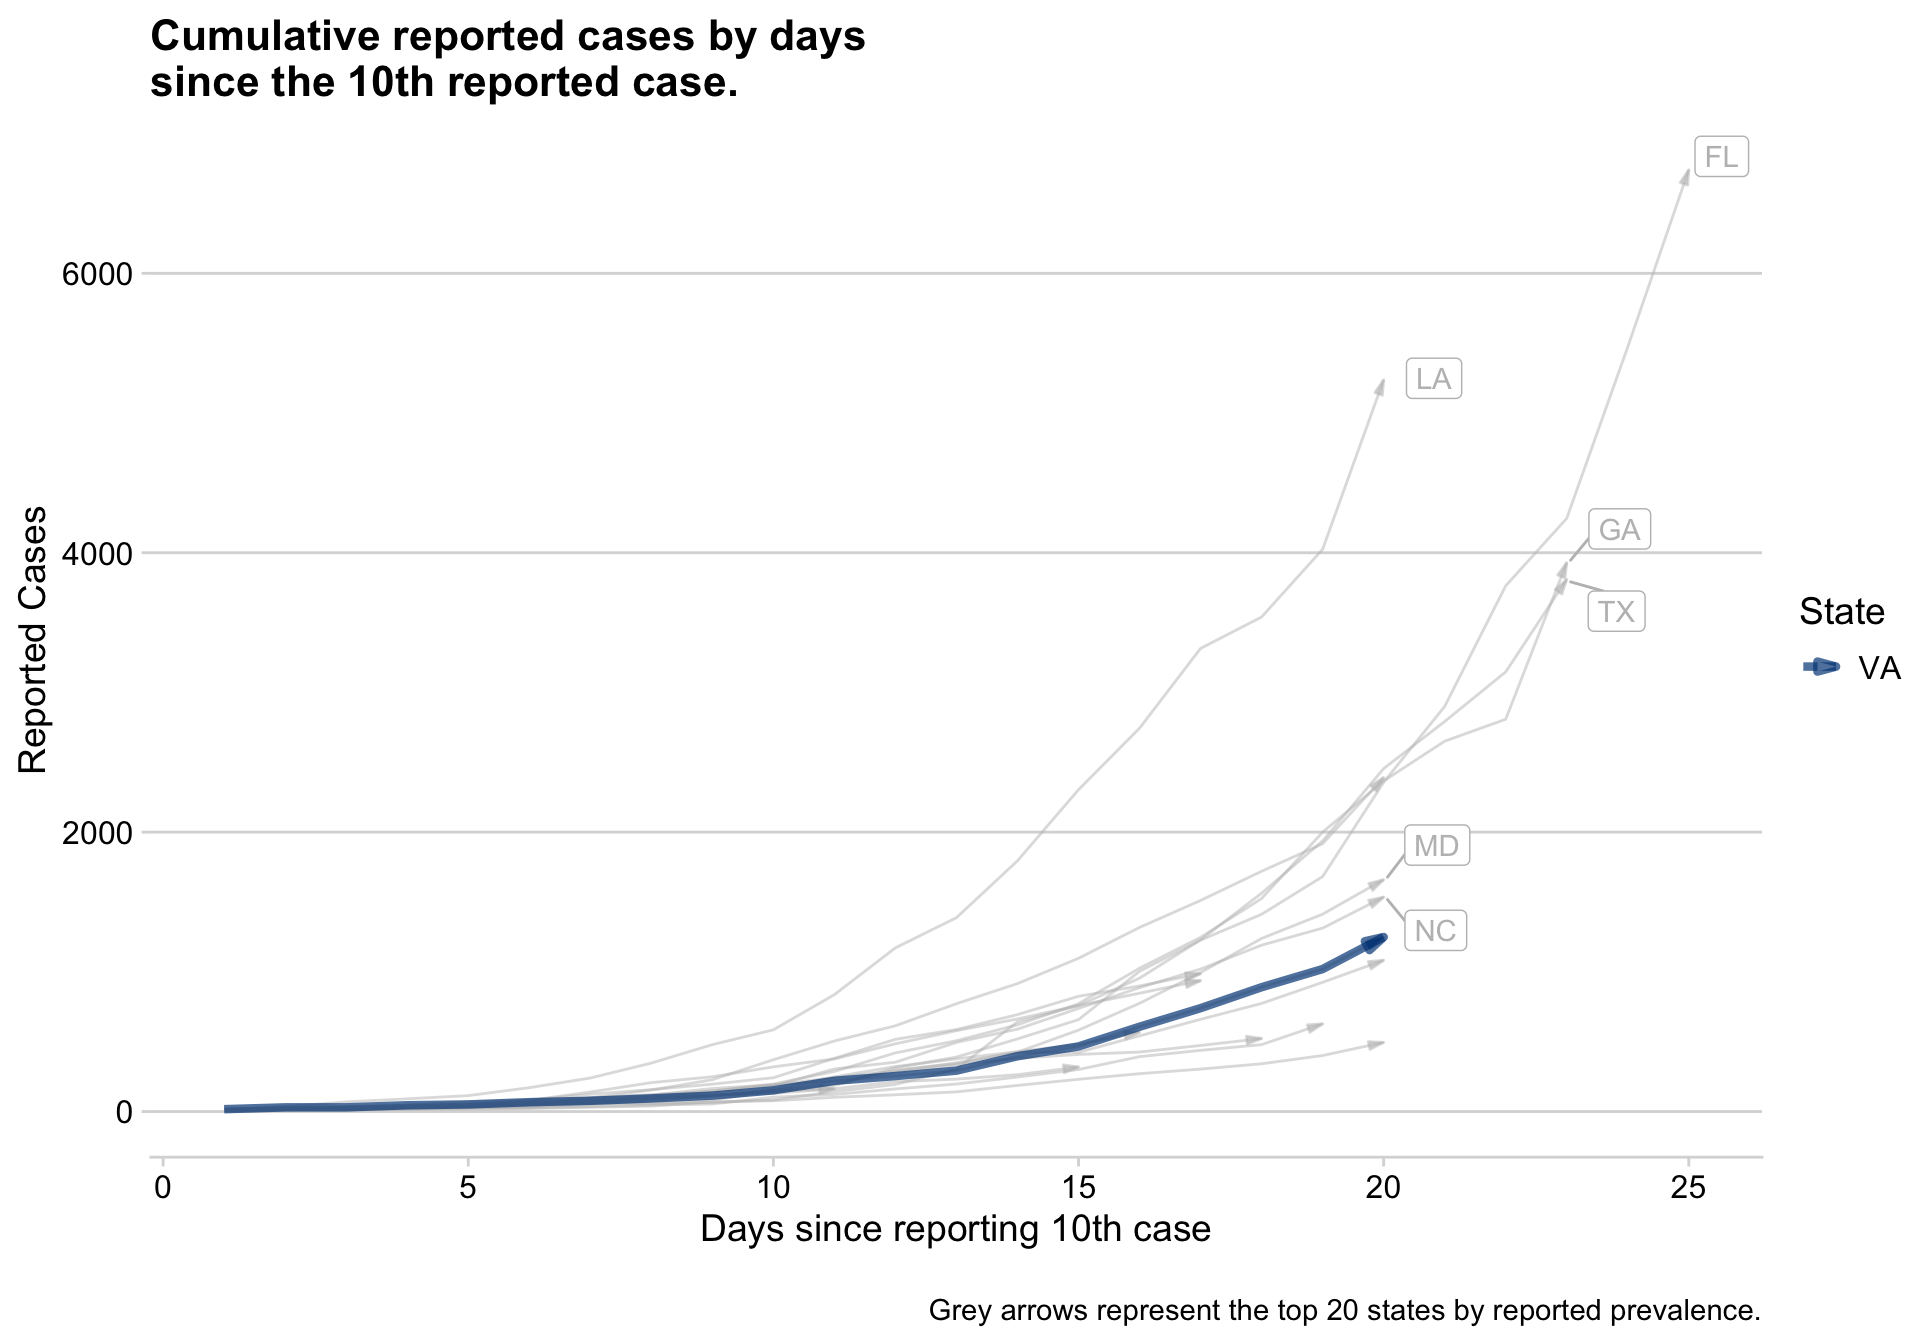 Cumulative reported cases by days
since the 10th reported case.
FL
6000
LA
GA
4000
TX
Reported Cases
State
VA
2000
MD
NC
0
0 5 10 15 20 25
Days since reporting 10th case
Grey arrows represent the top 20 states by reported prevalence.